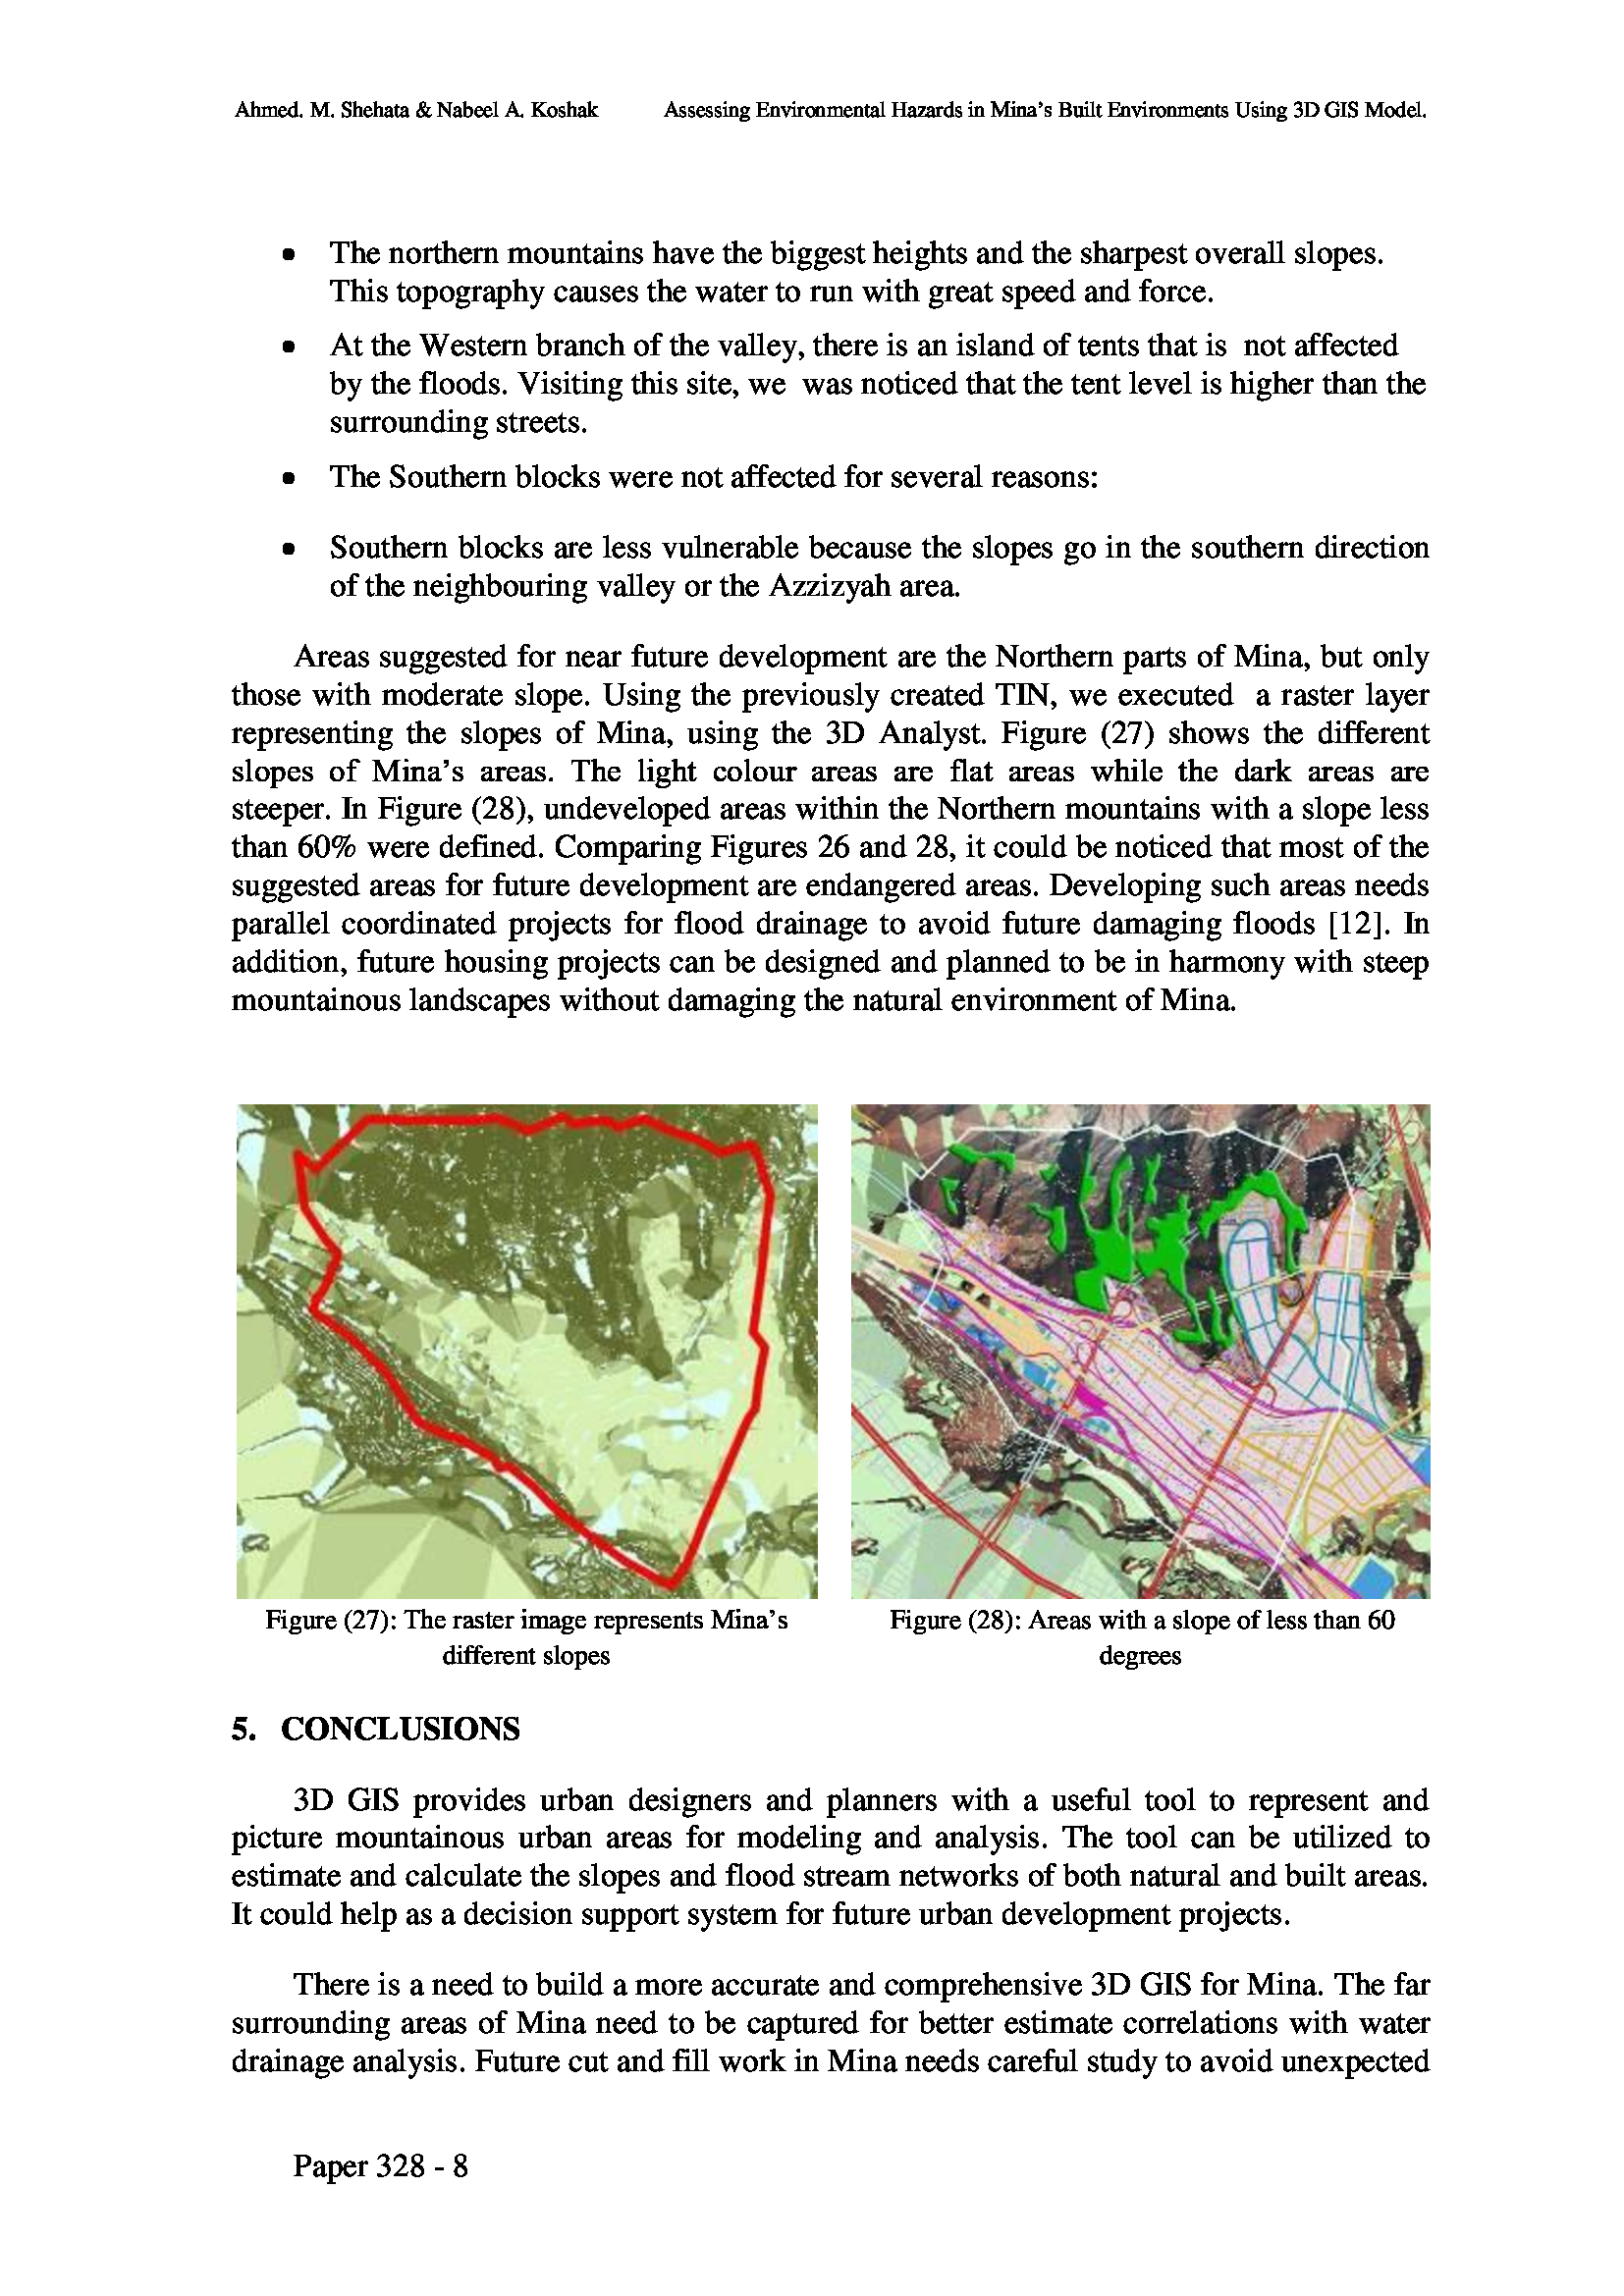 Ahmed. M. Shehata & Nabeel A. Koshak Assessing Environmental Hazards in Mina's Built Environments Using 3D GIS Model.
• The northern mountains have the biggest heights and the sharpest overall slopes.
This topography causes the water to run with great speed and force.
• At the Western branch of the valley, there is an island of tents that is not affected
by the floods. Visiting this site, we was noticed that the tent level is higher than the
surrounding streets.
• The Southern blocks were not affected for several reasons:
• Southern blocks are less vulnerable because the slopes go in the southern direction
of the neighbouring valley or the Azzizyah area.
Areas suggested for near future development are the Northern parts of Mina, but only
those with moderate slope. Using the previously created TIN, we executed a raster layer
representing the slopes of Mina, using the 3D Analyst. Figure (27) shows the different
slopes of Mina's areas. The light colour areas are flat areas while the dark areas are
steeper. In Figure (28), undeveloped areas within the Northern mountains with a slope less
than 60% were defined. Comparing Figures 26 and 28, it could be noticed that most of the
suggested areas for future development are endangered areas. Developing such areas needs
parallel coordinated projects for flood drainage to avoid future damaging floods [12]. In
addition, future housing projects can be designed and planned to be in harmony with steep
mountainous landscapes without damaging the natural environment of Mina.
Figure (27): The raster image represents Mina's
different slopes
Figure (28): Areas with a slope of less than 60
degrees
5. CONCLUSIONS
3D GIS provides urban designers and planners with a useful tool to represent and
picture mountainous urban areas for modeling and analysis. The tool can be utilized to
estimate and calculate the slopes and flood stream networks of both natural and built areas.
It could help as a decision support system for future urban development projects.
There is a need to build a more accurate and comprehensive 3D GIS for Mina. The far
surrounding areas of Mina need to be captured for better estimate correlations with water
drainage analysis. Future cut and fill work in Mina needs careful study to avoid unexpected
Paper 328 - 8